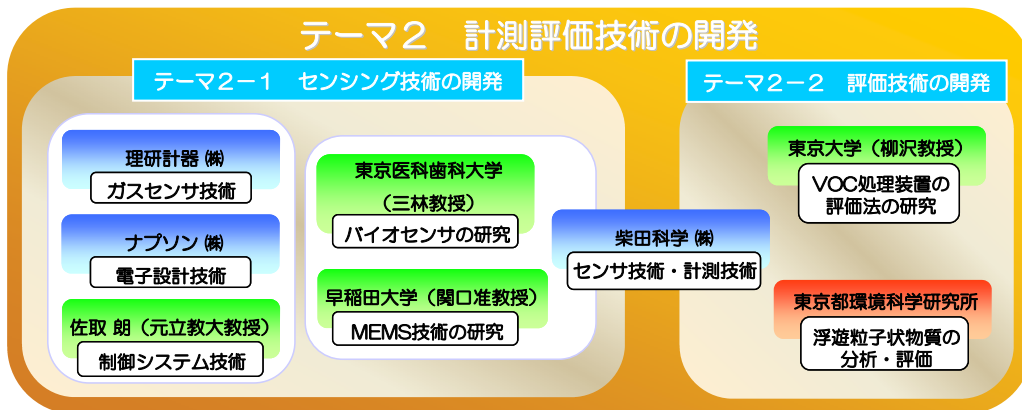 テーマ２　計測評価技術の開発
テーマ２－１　センシング技術の開発
理研計器 ㈱
ガスセンサ技術
ナプソン ㈱
電子設計技術
佐取 朗（元立教大教授）
制御システム技術
東京医科歯科大学
（三林教授）
バイオセンサの研究
早稲田大学（関口准教授）
MEMS技術の研究
柴田科学 ㈱
センサ技術・計測技術
テーマ２－２　評価技術の開発
東京大学（柳沢教授）
VOC処理装置の
評価法の研究
東京都環境科学研究所
浮遊粒子状物質の
分析・評価